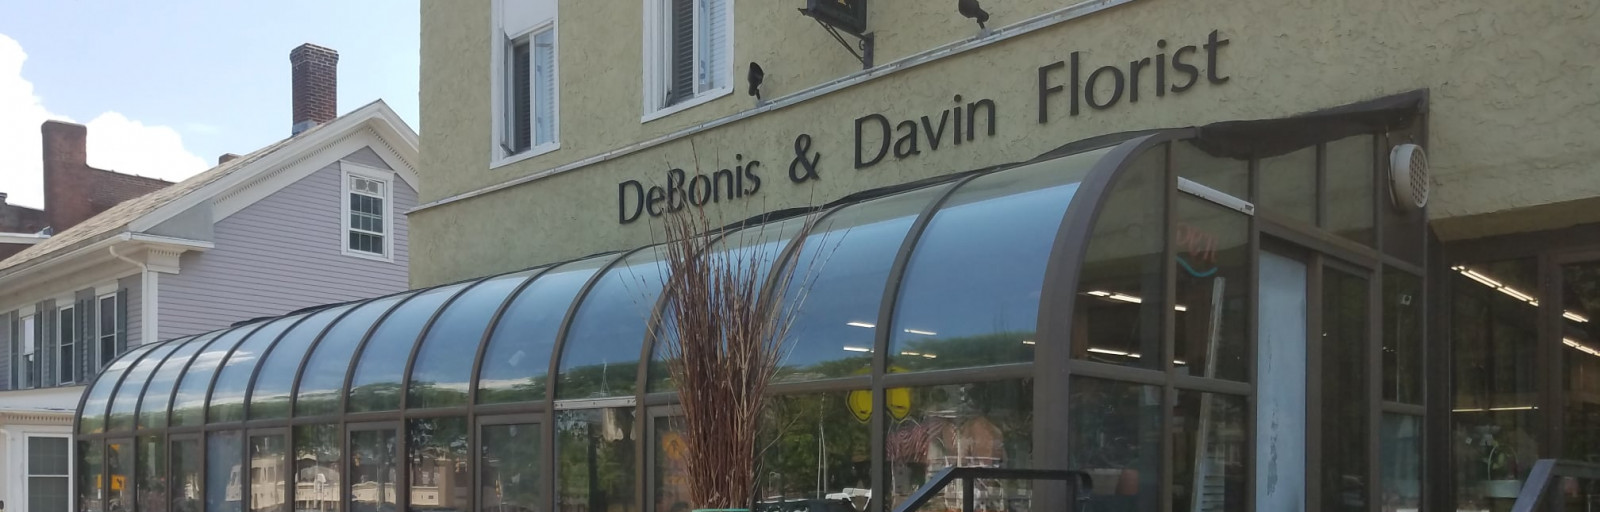 DeBonis & Davin Florist